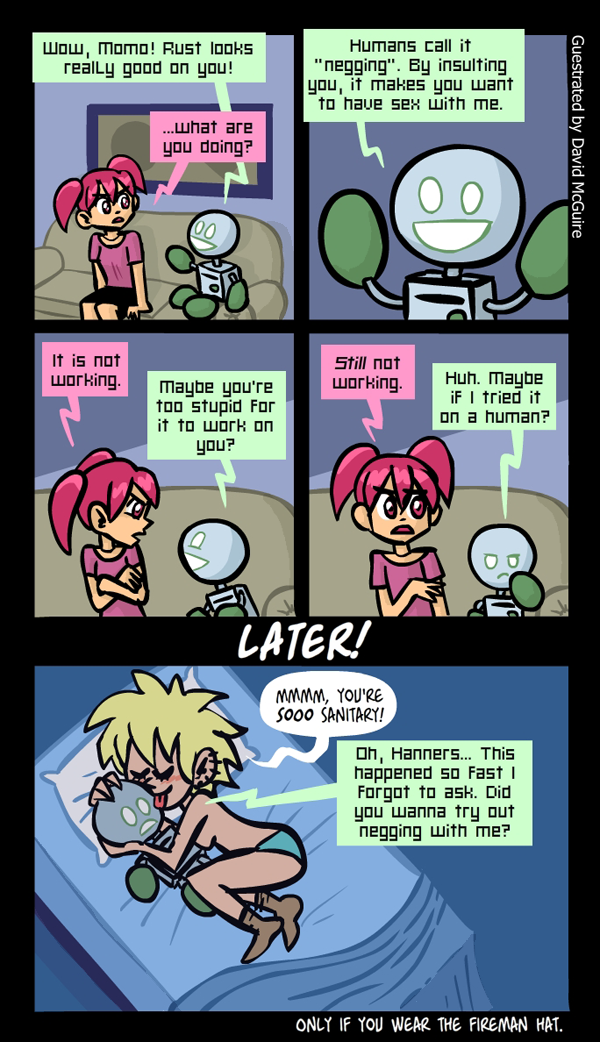 Wow, Momo! Rust looks
really good on you!
...what are
you doing?
Humans call it
"negging". By insulting
you, it makes you want
to have sex with me.
Guestrated by David McGuire
It is not
working.
Maybe you're
too stupid for
it to work on
you?
Still not
working.
Huh. Maybe
if I tried it
on a human?
LATER!
MMMM, YOU'RE
SOOO SANITARY!
Oh, Hanners... This
happened so fast I
forgot to ask. Did
you wanna try out
negging with me?
ONLY IF YOU WEAR THE FIREMAN HAT.